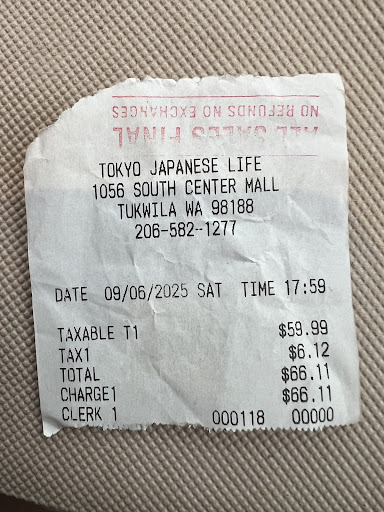 ALL SALES FINAL
NO REFUNDS NO EXCHANGES
TOKYO JAPANESE LIFE
1056 SOUTH CENTER MALL
TUKWILA WA 98188
206-582-1277
DATE 09/06/2025 SAT TIME 17:59
TAXABLE T1 $59.99
TAX1 $6.12
TOTAL $66.11
CHARGE1 $66.11
CLERK 1 000118 00000